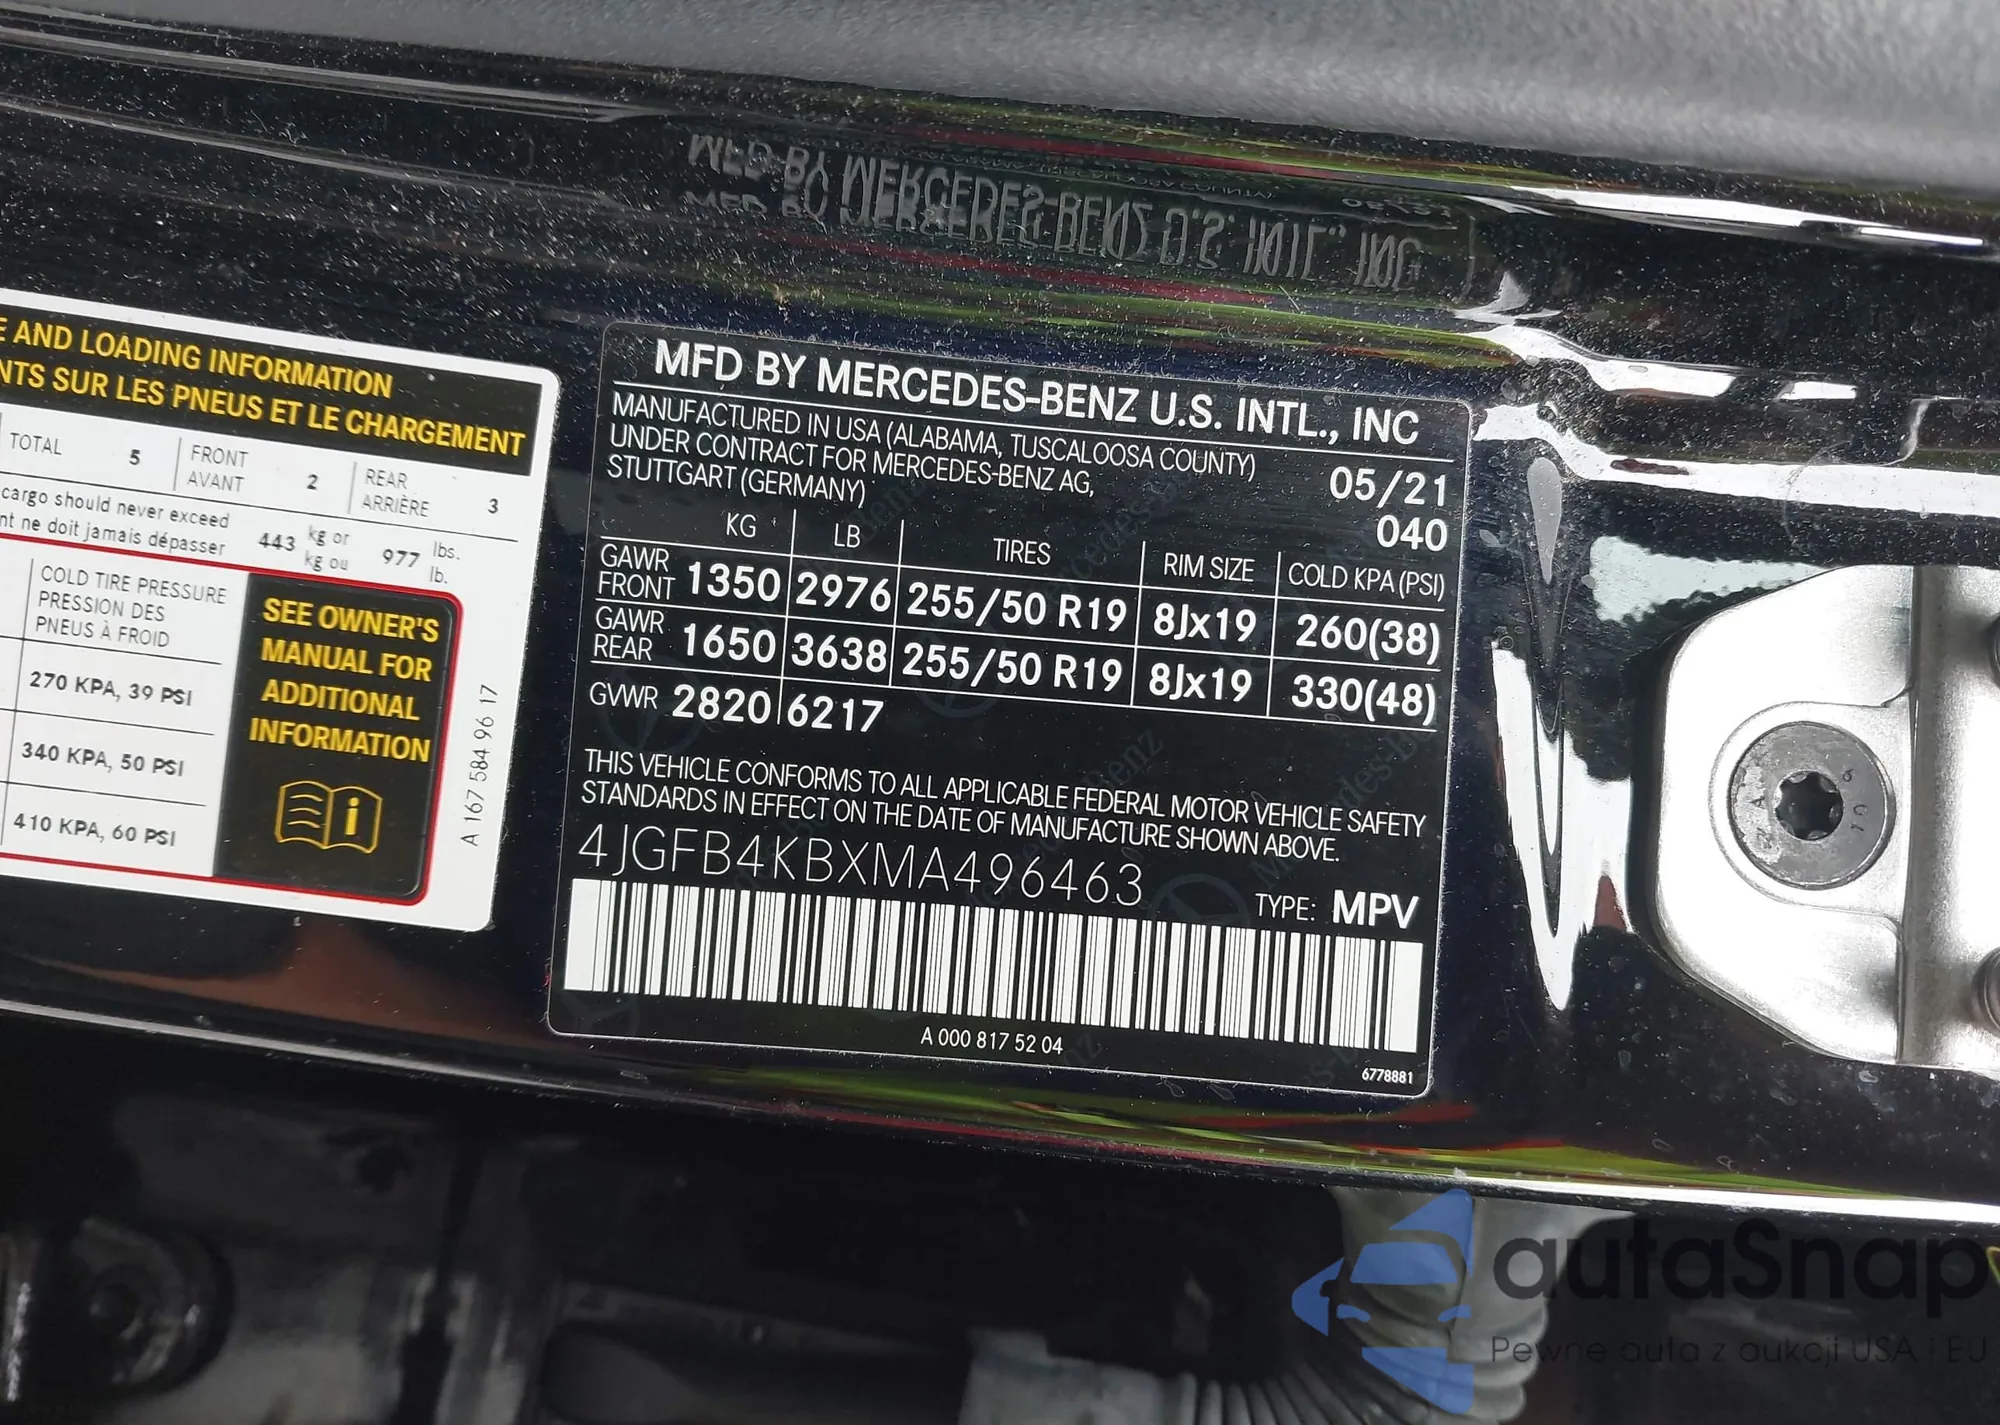 E AND LOADING INFORMATION
NTS SUR LES PNEUS ET LE CHARGEMENT
TOTAL 5 FRONT AVANT 2 REAR ARRIÈRE 3
cargo should never exceed
nt ne doit jamais dépasser
443 kg or kg ou 977 lbs. lb.
COLD TIRE PRESSURE
PRESSION DES
PNEUS À FROID
270 KPA, 39 PSI
340 KPA, 50 PSI
410 KPA, 60 PSI
SEE OWNER'S
MANUAL FOR
ADDITIONAL
INFORMATION
A 167 584 96 17
MFD BY MERCEDES-BENZ U.S. INTL., INC
MANUFACTURED IN USA (ALABAMA, TUSCALOOSA COUNTY)
UNDER CONTRACT FOR MERCEDES-BENZ AG,
STUTTGART (GERMANY)
05/21
040
KG LB TIRES RIM SIZE COLD KPA(PSI)
GAWR FRONT 1350 2976 255/50 R19 8Jx19 260(38)
GAWR REAR 1650 3638 255/50 R19 8Jx19 330(48)
GVWR 2820 6217
THIS VEHICLE CONFORMS TO ALL APPLICABLE FEDERAL MOTOR VEHICLE SAFETY
STANDARDS IN EFFECT ON THE DATE OF MANUFACTURE SHOWN ABOVE.
4JGFB4KBXMA496463
TYPE: MPV
A 000 817 52 04
6778881
autaSnap
Pewne auta z aukcji USA i EU